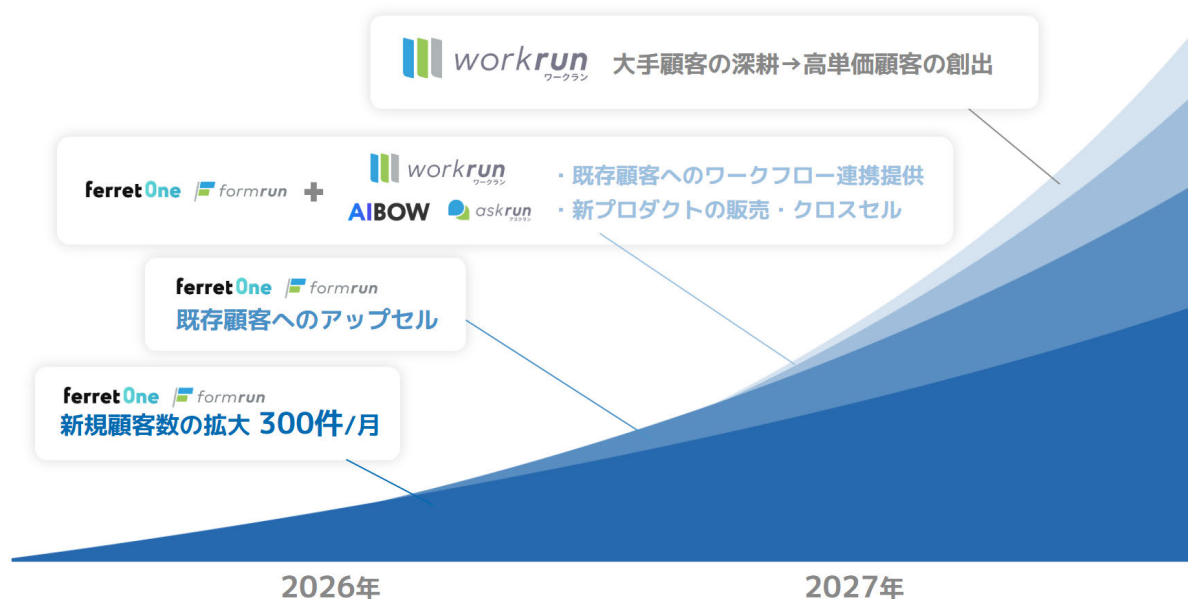 workrun
ワークラン
大手顧客の深耕→高単価顧客の創出
ferret One formrun + workrun
ワークラン
AIBOW askrun
アスクラン
・既存顧客へのワークフロー連携提供
・新プロダクトの販売・クロスセル
ferret One formrun
既存顧客へのアップセル
ferret One formrun
新規顧客数の拡大 300件/月
2026年 2027年